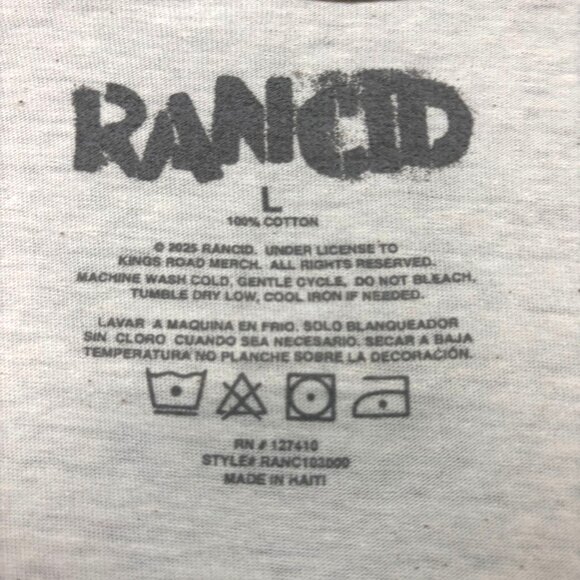 RANCID
L
100% COTTON
© 2025 RANCID. UNDER LICENSE TO
KINGS ROAD MERCH. ALL RIGHTS RESERVED.
MACHINE WASH COLD, GENTLE CYCLE, DO NOT BLEACH,
TUMBLE DRY LOW, COOL IRON IF NEEDED.
LAVAR A MAQUINA EN FRIO. SOLO BLANQUEADOR
SIN CLORO CUANDO SEA NECESARIO. SECAR A BAJA
TEMPERATURA NO PLANCHE SOBRE LA DECORACIÓN.
RN # 127410
STYLE# RANC103000
MADE IN HAITI